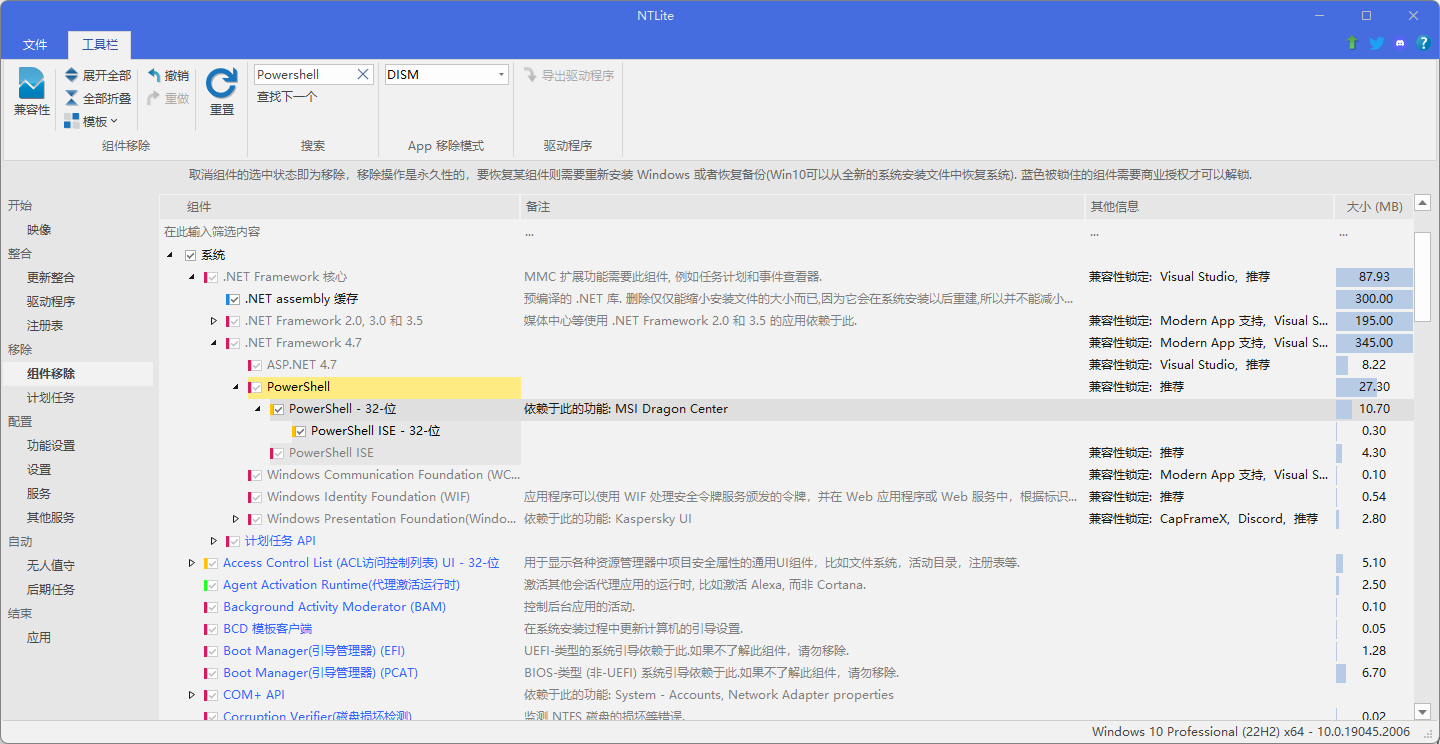 NTLite
文件 工具栏
兼容性
展开全部
全部折叠
模板
组件移除
撤销
重做
重置
Powershell
查找下一个
搜索
DISM
App 移除模式
导出驱动程序
驱动程序
取消组件的选中状态即为移除，移除操作是永久性的，要恢复某组件则需要重新安装 Windows 或者恢复备份(Win10可以从全新的系统安装文件中恢复系统). 蓝色被锁住的组件需要商业授权才可以解锁.
开始
映像
整合
更新整合
驱动程序
注册表
移除
组件移除
计划任务
配置
功能设置
设置
服务
其他服务
自动
无人值守
后期任务
结束
应用
组件 备注 其他信息 大小 (MB)
在此输入筛选内容 ... ... ...
系统
.NET Framework 核心 MMC 扩展功能需要此组件, 例如任务计划和事件查看器. 兼容性锁定: Visual Studio, 推荐 87.93
.NET assembly 缓存 预编译的 .NET 库. 删除仅仅能缩小安装文件的大小而已,因为它会在系统安装以后重建,所以并不能减小... 300.00
.NET Framework 2.0, 3.0 和 3.5 媒体中心等使用 .NET Framework 2.0 和 3.5 的应用依赖于此. 兼容性锁定: Modern App 支持, Visual S... 195.00
.NET Framework 4.7 兼容性锁定: Modern App 支持, Visual S... 345.00
ASP.NET 4.7 兼容性锁定: Visual Studio, 推荐 8.22
PowerShell 兼容性锁定: 推荐 27.30
PowerShell - 32-位 依赖于此的功能: MSI Dragon Center 10.70
PowerShell ISE - 32-位 0.30
PowerShell ISE 兼容性锁定: 推荐 4.30
Windows Communication Foundation (WC... 兼容性锁定: Modern App 支持, Visual S... 0.10
Windows Identity Foundation (WIF) 应用程序可以使用 WIF 处理安全令牌服务颁发的令牌，并在 Web 应用程序或 Web 服务中，根据标识... 兼容性锁定: 推荐 0.54
Windows Presentation Foundation(Windo... 依赖于此的功能: Kaspersky UI 兼容性锁定: CapFrameX, Discord, 推荐 2.80
计划任务 API
Access Control List (ACL访问控制列表) UI - 32-位 用于显示各种资源管理器中项目安全属性的通用UI组件，比如文件系统，活动目录，注册表等. 5.10
Agent Activation Runtime(代理激活运行时) 激活其他会话代理应用的运行时, 比如激活 Alexa, 而非 Cortana. 2.50
Background Activity Moderator (BAM) 控制后台应用的活动. 0.10
BCD 模板客户端 在系统安装过程中更新计算机的引导设置. 0.05
Boot Manager(引导管理器) (EFI) UEFI-类型的系统引导依赖于此.如果不了解此组件，请勿移除. 1.28
Boot Manager(引导管理器) (PCAT) BIOS-类型 (非-UEFI) 系统引导依赖于此.如果不了解此组件，请勿移除. 6.70
COM+ API 依赖于此的功能: System - Accounts, Network Adapter properties
Corruption Verifier(磁盘损坏检测) 监测 NTFS 磁盘的损坏等错误. 0.02
Windows 10 Professional (22H2) x64 - 10.0.19045.2006